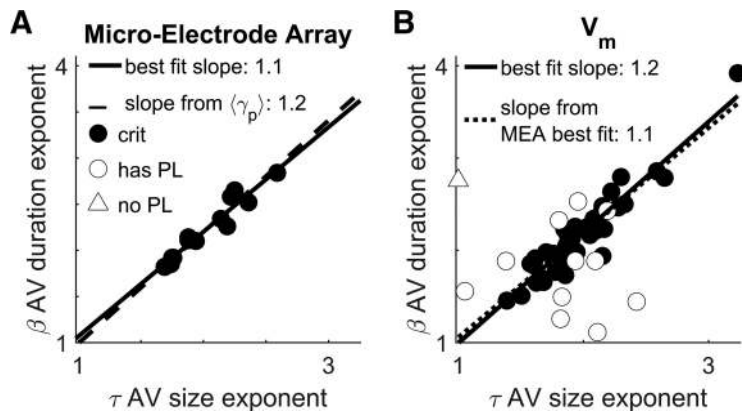 A
Micro-Electrode Array
best fit slope: 1.1
slope from ⟨γp⟩: 1.2
crit
has PL
no PL
4
1
β AV duration exponent
1
3
τ AV size exponent
B
Vm
best fit slope: 1.2
slope from
MEA best fit: 1.1
4
1
β AV duration exponent
1
3
τ AV size exponent